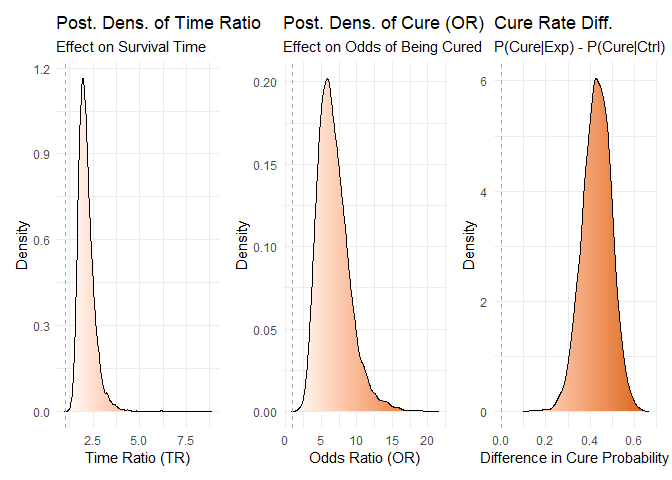 Post. Dens. of Time Ratio
Effect on Survival Time
1.2
0.9
0.6
0.3
0.0
Density
2.5 5.0 7.5
Time Ratio (TR)
Post. Dens. of Cure (OR)
Effect on Odds of Being Cured
0.20
0.15
0.10
0.05
0.00
Density
0 5 10 15 20
Odds Ratio (OR)
Cure Rate Diff.
P(Cure|Exp) - P(Cure|Ctrl)
6
4
2
0
Density
0.0 0.2 0.4 0.6
Difference in Cure Probability